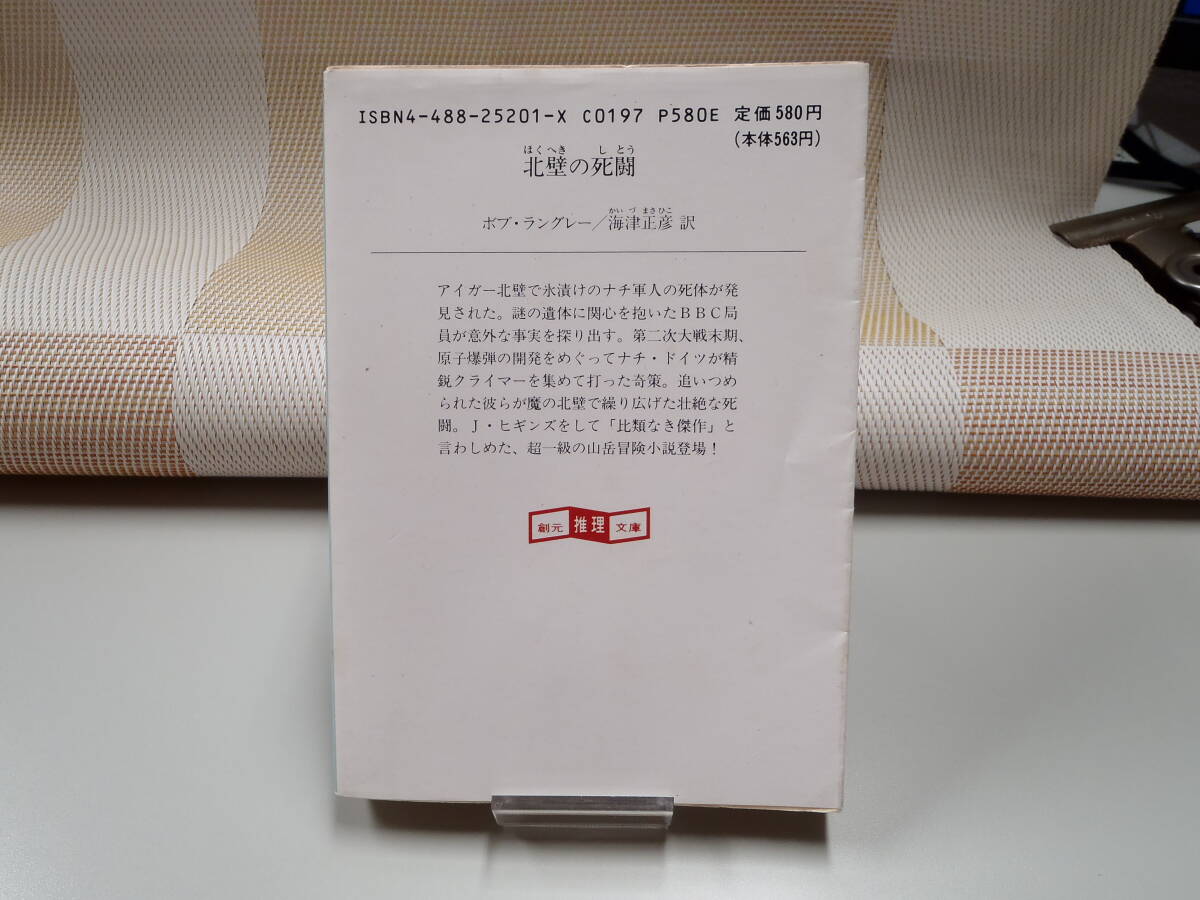 ISBN4-488-25201-X C0197 P580E 定価580円
(本体563円)
ほくへき しとう
北壁の死闘
かいづ まさひこ
ボブ・ラングレー/海津正彦 訳
アイガー北壁で氷漬けのナチ軍人の死体が発
見された。謎の遺体に関心を抱いたBBC局
員が意外な事実を探り出す。第二次大戦末期、
原子爆弾の開発をめぐってナチ・ドイツが精
鋭クライマーを集めて打った奇策。追いつめ
られた彼らが魔の北壁で繰り広げた壮絶な死
闘。J・ヒギンズをして「比類なき傑作」と
言わしめた、超一級の山岳冒険小説登場!
創元 推理 文庫